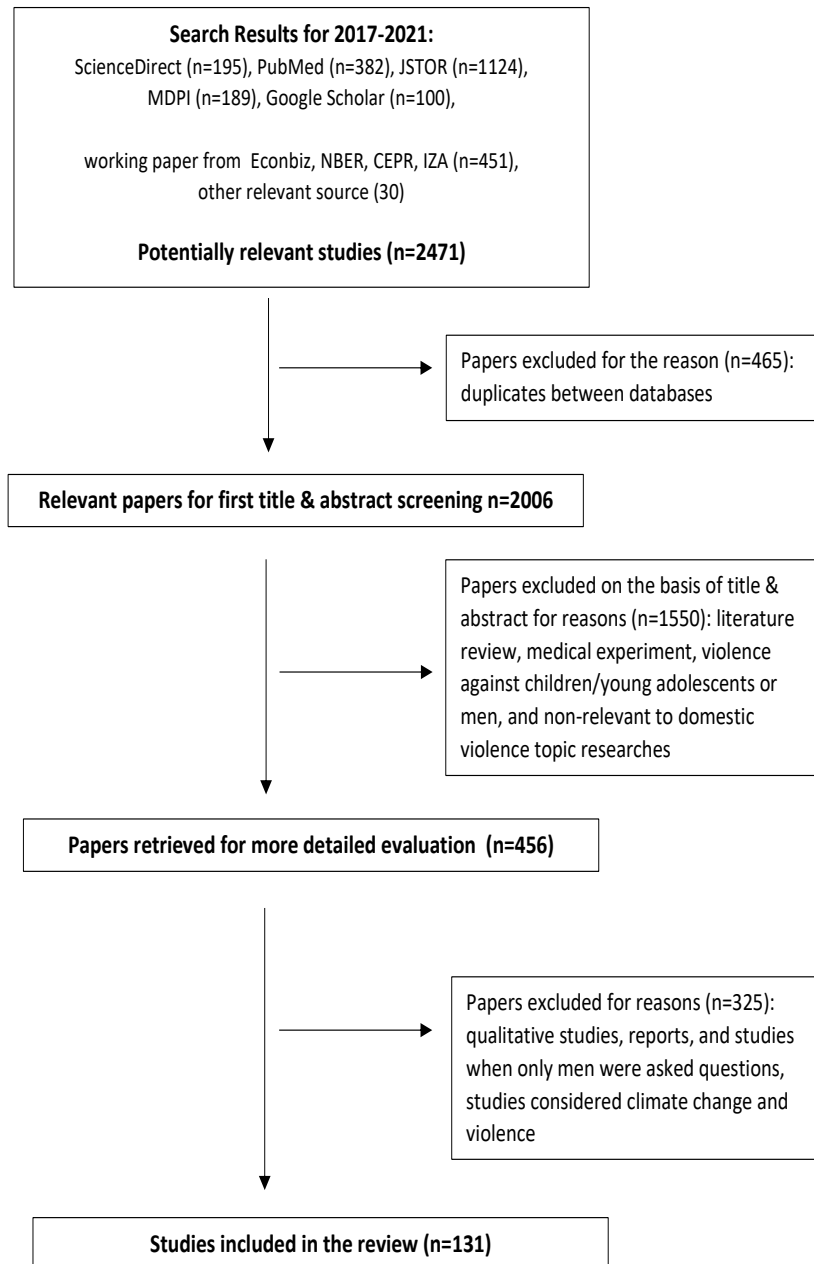 Search Results for 2017-2021:
ScienceDirect (n=195), PubMed (n=382), JSTOR (n=1124),
MDPI (n=189), Google Scholar (n=100),
working paper from Econbiz, NBER, CEPR, IZA (n=451),
other relevant source (30)
Potentially relevant studies (n=2471)
Papers excluded for the reason (n=465):
duplicates between databases
Relevant papers for first title & abstract screening n=2006
Papers excluded on the basis of title &
abstract for reasons (n=1550): literature
review, medical experiment, violence
against children/young adolescents or
men, and non-relevant to domestic
violence topic researches
Papers retrieved for more detailed evaluation (n=456)
Papers excluded for reasons (n=325):
qualitative studies, reports, and studies
when only men were asked questions,
studies considered climate change and
violence
Studies included in the review (n=131)